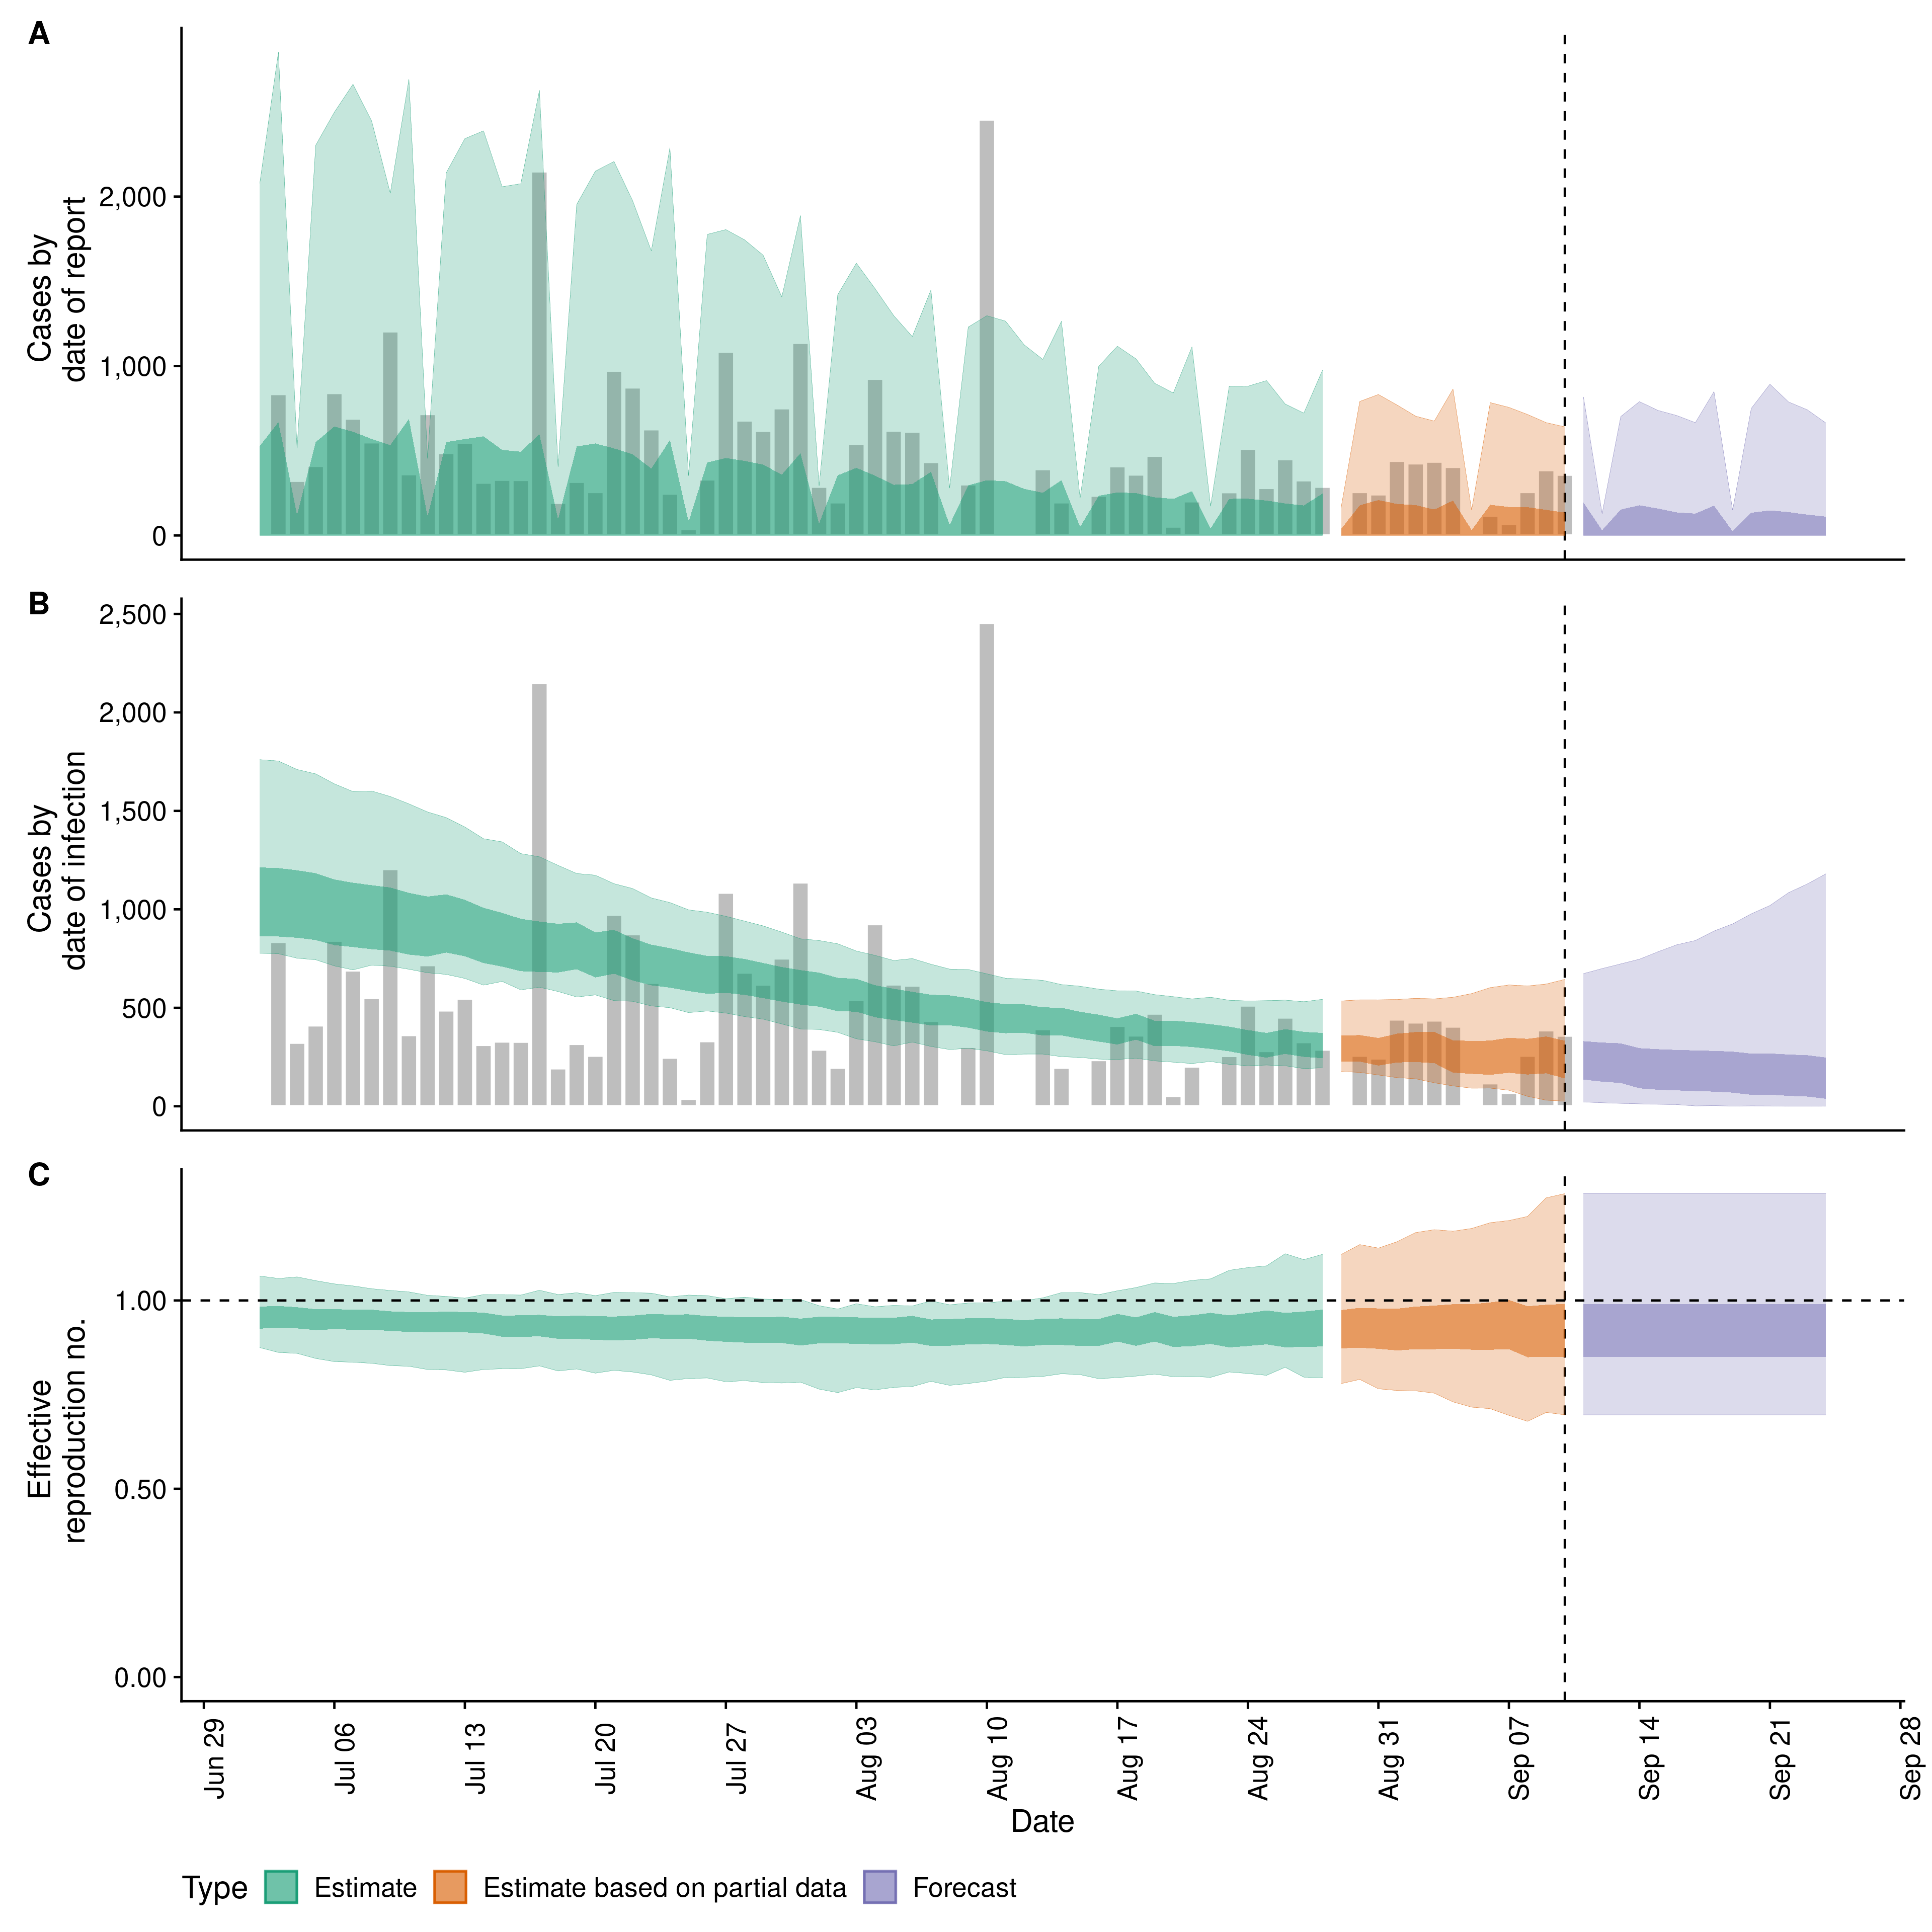 A
Cases by
date of report
2,000
1,000
0
B
Cases by
date of infection
2,500
2,000
1,500
1,000
500
0
C
Effective
reproduction no.
1.00
0.50
0.00
Jun 29
Jul 06
Jul 13
Jul 20
Jul 27
Aug 03
Aug 10
Aug 17
Aug 24
Aug 31
Sep 07
Sep 14
Sep 21
Sep 28
Date
Type Estimate Estimate based on partial data Forecast